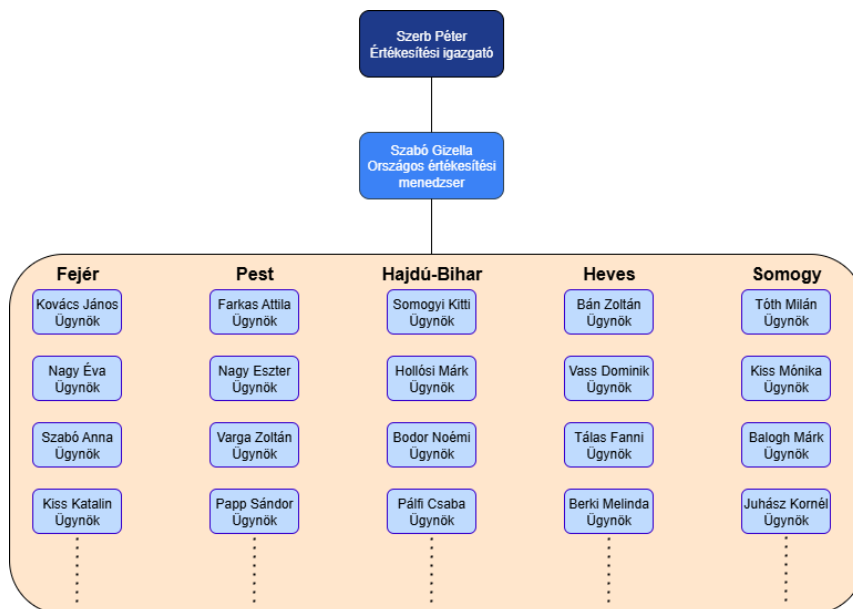 Szerb Péter
Értékesítési igazgató
Szabó Gizella
Országos értékesítési
menedzser
Fejér
Pest
Hajdú-Bihar
Heves
Somogy
Kovács János
Ügynök
Farkas Attila
Ügynök
Somogyi Kitti
Ügynök
Bán Zoltán
Ügynök
Tóth Milán
Ügynök
Nagy Éva
Ügynök
Nagy Eszter
Ügynök
Hollósi Márk
Ügynök
Vass Dominik
Ügynök
Kiss Mónika
Ügynök
Szabó Anna
Ügynök
Varga Zoltán
Ügynök
Bodor Noémi
Ügynök
Tálas Fanni
Ügynök
Balogh Márk
Ügynök
Kiss Katalin
Ügynök
Papp Sándor
Ügynök
Pálfi Csaba
Ügynök
Berki Melinda
Ügynök
Juhász Kornél
Ügynök